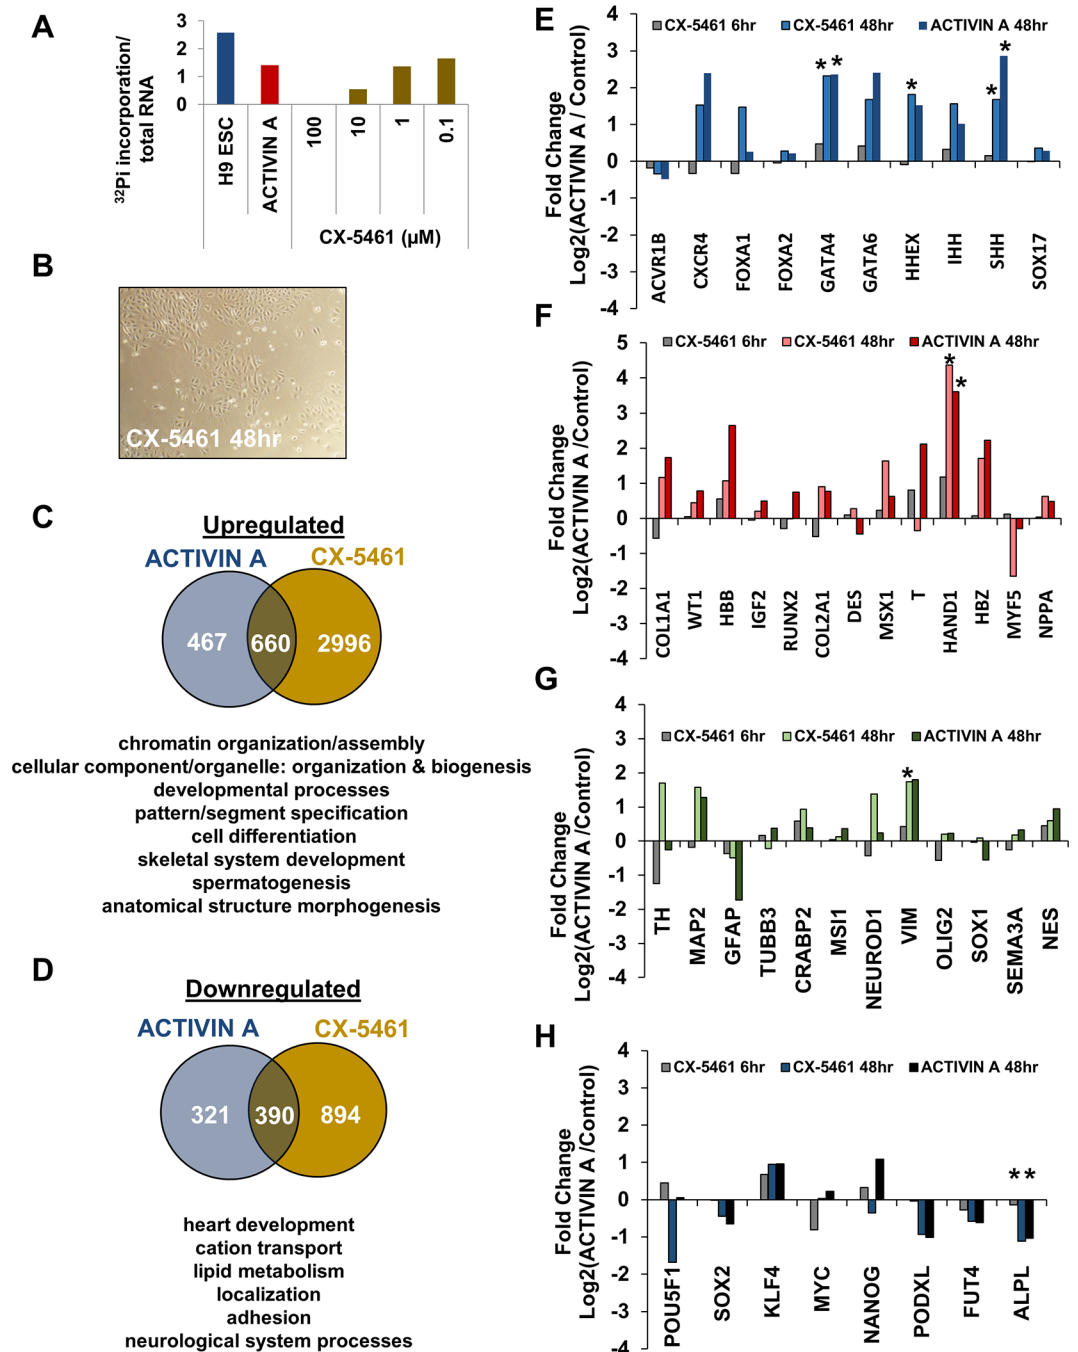 A
3
2
1
0
32Pi incorporation/
total RNA
H9 ESC
ACTIVIN A
100
10
1
0.1
CX-5461 (µM)
B
CX-5461 48hr
C
Upregulated
ACTIVIN A
CX-5461
467
660
2996
chromatin organization/assembly
cellular component/organelle: organization & biogenesis
developmental processes
pattern/segment specification
cell differentiation
skeletal system development
spermatogenesis
anatomical structure morphogenesis
D
Downregulated
ACTIVIN A
CX-5461
321
390
894
heart development
cation transport
lipid metabolism
localization
adhesion
neurological system processes
E
CX-5461 6hr
CX-5461 48hr
ACTIVIN A 48hr
4
3
2
1
0
-1
-2
-3
-4
Fold Change
Log2(ACTIVIN A / Control)
* * * * *
ACVR1B
CXCR4
FOXA1
FOXA2
GATA4
GATA6
HHEX
IHH
SHH
SOX17
F
CX-5461 6hr
CX-5461 48hr
ACTIVIN A 48hr
5
4
3
2
1
0
-1
-2
-3
-4
Fold Change
Log2(ACTIVIN A /Control)
* *
COL1A1
WT1
HBB
IGF2
RUNX2
COL2A1
DES
MSX1
T
HAND1
HBZ
MYF5
NPPA
G
CX-5461 6hr
CX-5461 48hr
ACTIVIN A 48hr
4
3
2
1
0
-1
-2
-3
-4
Fold Change
Log2(ACTIVIN A /Control)
*
TH
MAP2
GFAP
TUBB3
CRABP2
MSI1
NEUROD1
VIM
OLIG2
SOX1
SEMA3A
NES
H
CX-5461 6hr
CX-5461 48hr
ACTIVIN A 48hr
4
3
2
1
0
-1
-2
-3
-4
Fold Change
Log2(ACTIVIN A /Control)
**
POU5F1
SOX2
KLF4
MYC
NANOG
PODXL
FUT4
ALPL